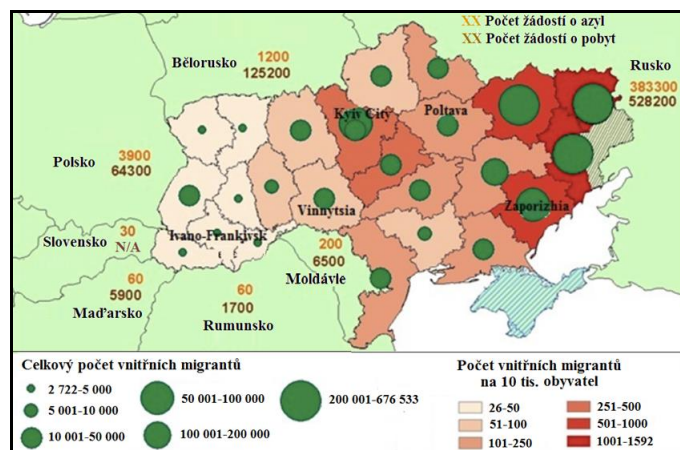 XX Počet žádostí o azyl
XX Počet žádostí o pobyt
Bělorusko
1200
125200
Rusko
383300
528200
Kyiv City
Poltava
Polsko
3900
64300
Zaporizhia
Vinnytsia
Ivano-Frankivsk
Slovensko
30
N/A
200
6500
Moldávie
60
5900
Maďarsko
60
1700
Rumunsko
Celkový počet vnitřních migrantů
2 722-5 000
5 001-10 000
10 001-50 000
50 001-100 000
100 001-200 000
200 001-676 533
Počet vnitřních migrantů
na 10 tis. obyvatel
26-50
51-100
101-250
251-500
501-1000
1001-1592